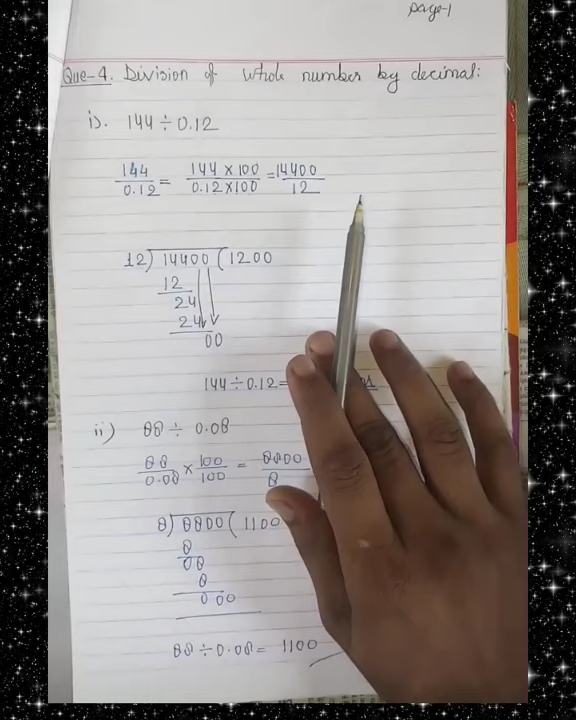 page-1
Que-4. Division of whole number by decimal:
i). 144 ÷ 0.12
144/0.12 = 144 × 100/0.12 × 100 = 14400/12
12) 14400 (1200
12
24
24
00
144 ÷ 0.12 =
ii) 88 ÷ 0.08
88/0.08 × 100/100 = 8800/8
8) 8800 ( 1100
8
08
8
000
88 ÷ 0.08 = 1100